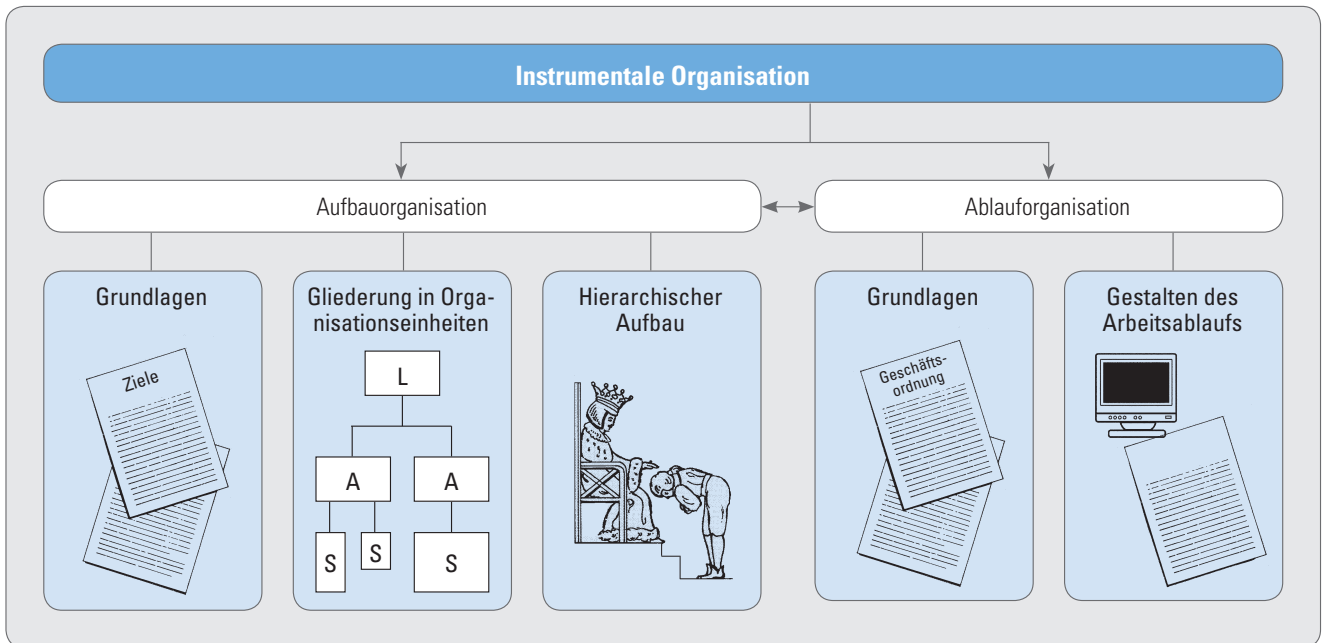 Instrumentale Organisation
Aufbauorganisation
Ablauforganisation
Grundlagen
Ziele
Gliederung in Orga-
nisationseinheiten
L
A
A
S
S
S
Hierarchischer
Aufbau
Grundlagen
Geschäfts-
ordnung
Gestalten des
Arbeitsablaufs